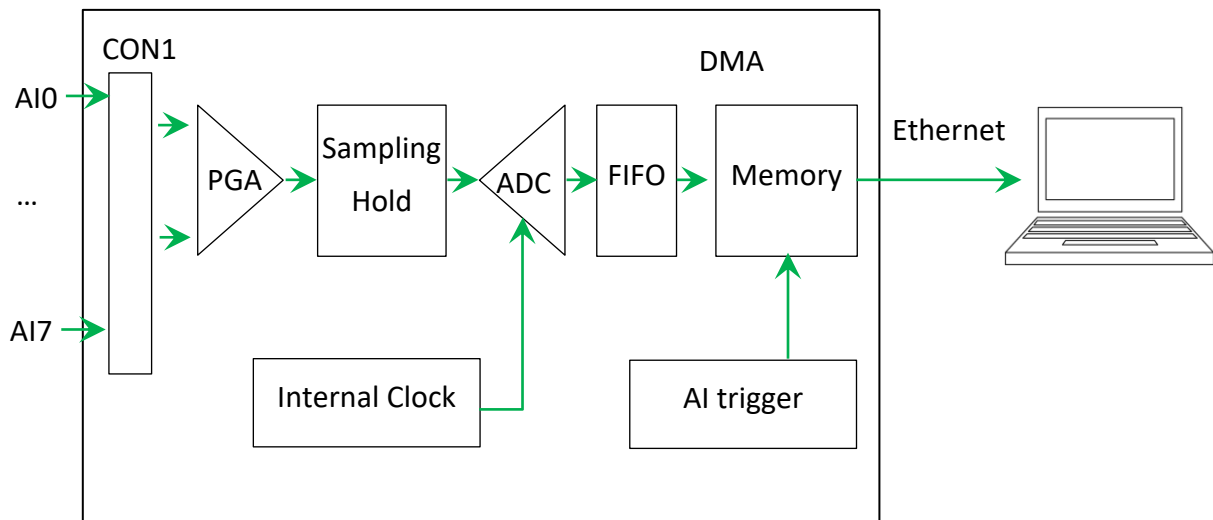 CON1
DMA
AI0
Ethernet
Sampling
Hold
PGA
ADC
FIFO
Memory
...
AI7
Internal Clock
AI trigger